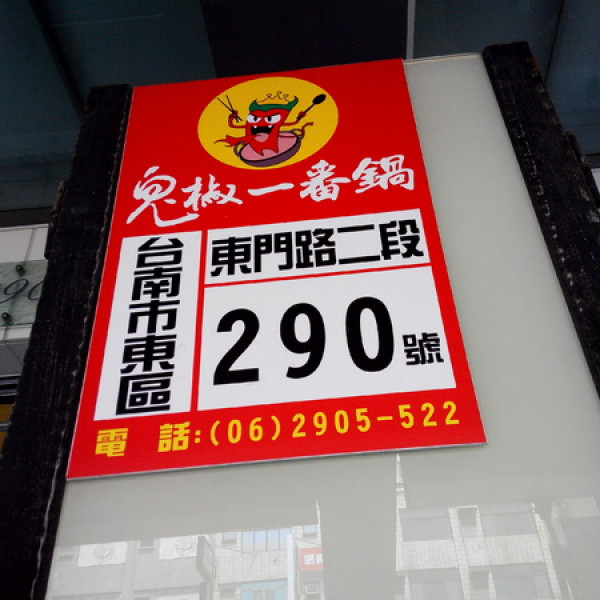 鬼椒一番鍋
台南市東區
東門路二段
290號
電 話:(06)2905-522